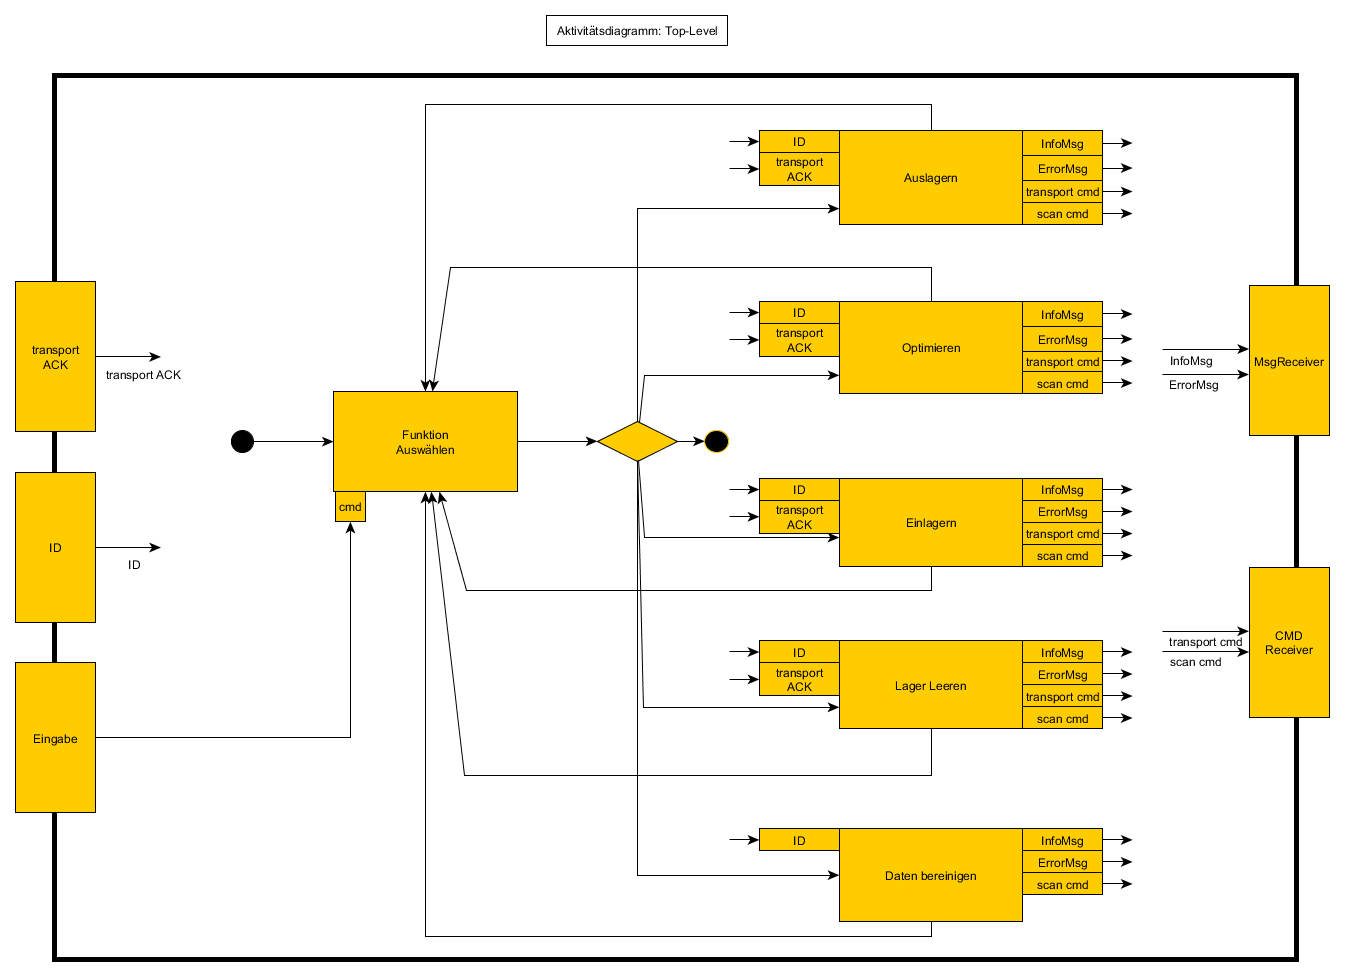 Aktivitätsdiagramm: Top-Level
ID
transport
ACK
Auslagern
InfoMsg
ErrorMsg
transport cmd
scan cmd
ID
transport
ACK
Optimieren
InfoMsg
ErrorMsg
transport cmd
scan cmd
transport
ACK
transport ACK
InfoMsg
ErrorMsg
MsgReceiver
Funktion
Auswählen
cmd
ID
transport
ACK
Einlagern
InfoMsg
ErrorMsg
transport cmd
scan cmd
ID
ID
ID
transport
ACK
Lager Leeren
InfoMsg
ErrorMsg
transport cmd
scan cmd
transport cmd
scan cmd
CMD
Receiver
Eingabe
ID
Daten bereinigen
InfoMsg
ErrorMsg
scan cmd